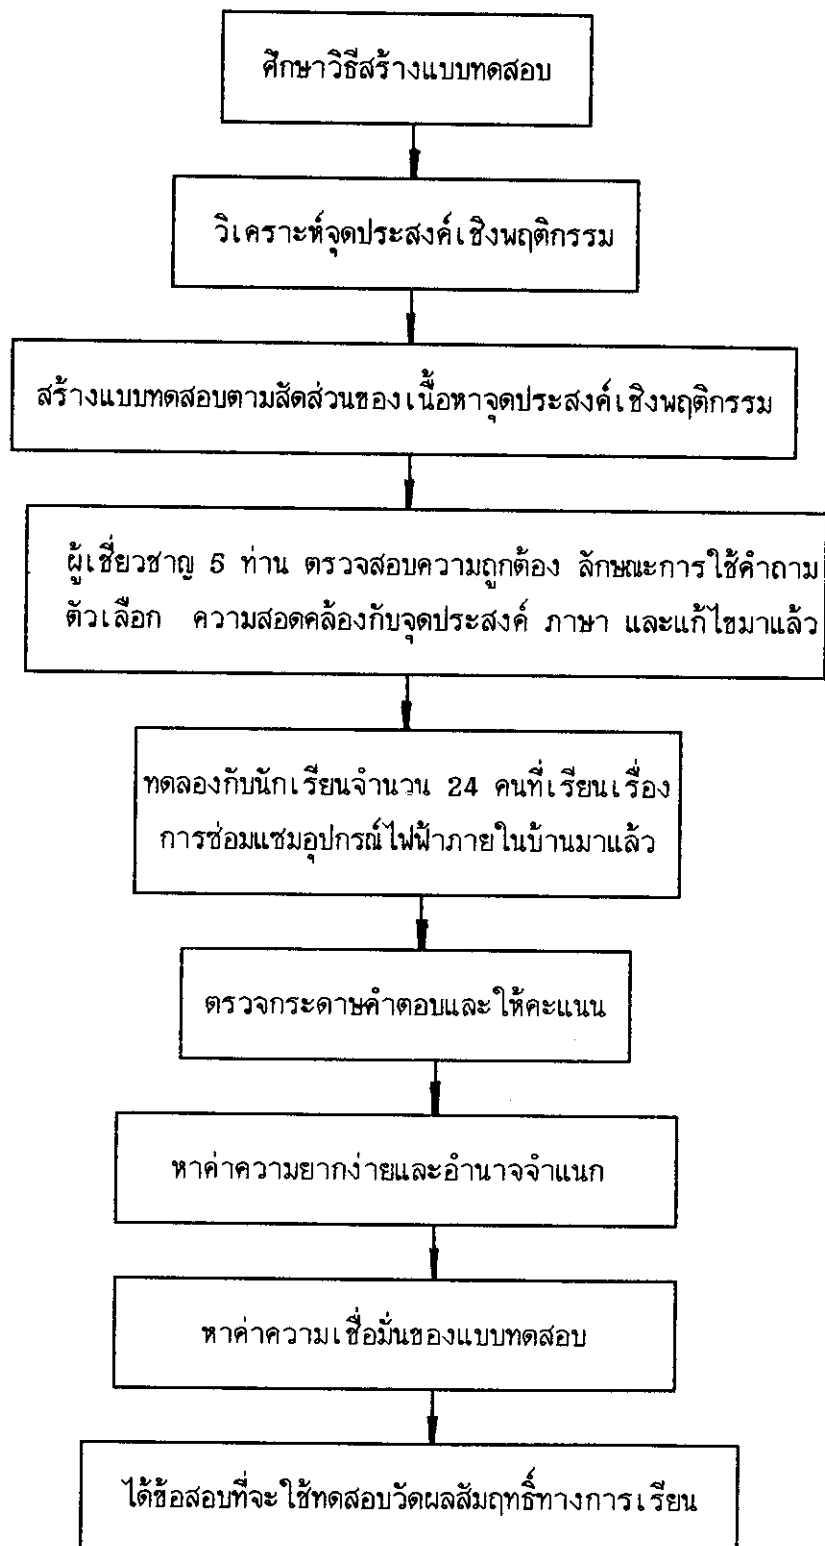 ศึกษาวิธีสร้างแบบทดสอบ
วิเคราะห์จุดประสงค์เชิงพฤติกรรม
สร้างแบบทดสอบตามสัดส่วนของเนื้อหาจุดประสงค์เชิงพฤติกรรม
ผู้เชี่ยวชาญ 5 ท่าน ตรวจสอบความถูกต้อง ลักษณะการใช้คำถาม
ตัวเลือก ความสอดคล้องกับจุดประสงค์ ภาษา และแก้ไขมาแล้ว
ทดลองกับนักเรียนจำนวน 24 คนที่เรียนเรื่อง
การซ่อมแซมอุปกรณ์ไฟฟ้าภายในบ้านมาแล้ว
ตรวจกระดาษคำตอบและให้คะแนน
หาค่าความยากง่ายและอำนาจจำแนก
หาค่าความเชื่อมั่นของแบบทดสอบ
ได้ข้อสอบที่จะใช้ทดสอบวัดผลสัมฤทธิ์ทางการเรียน